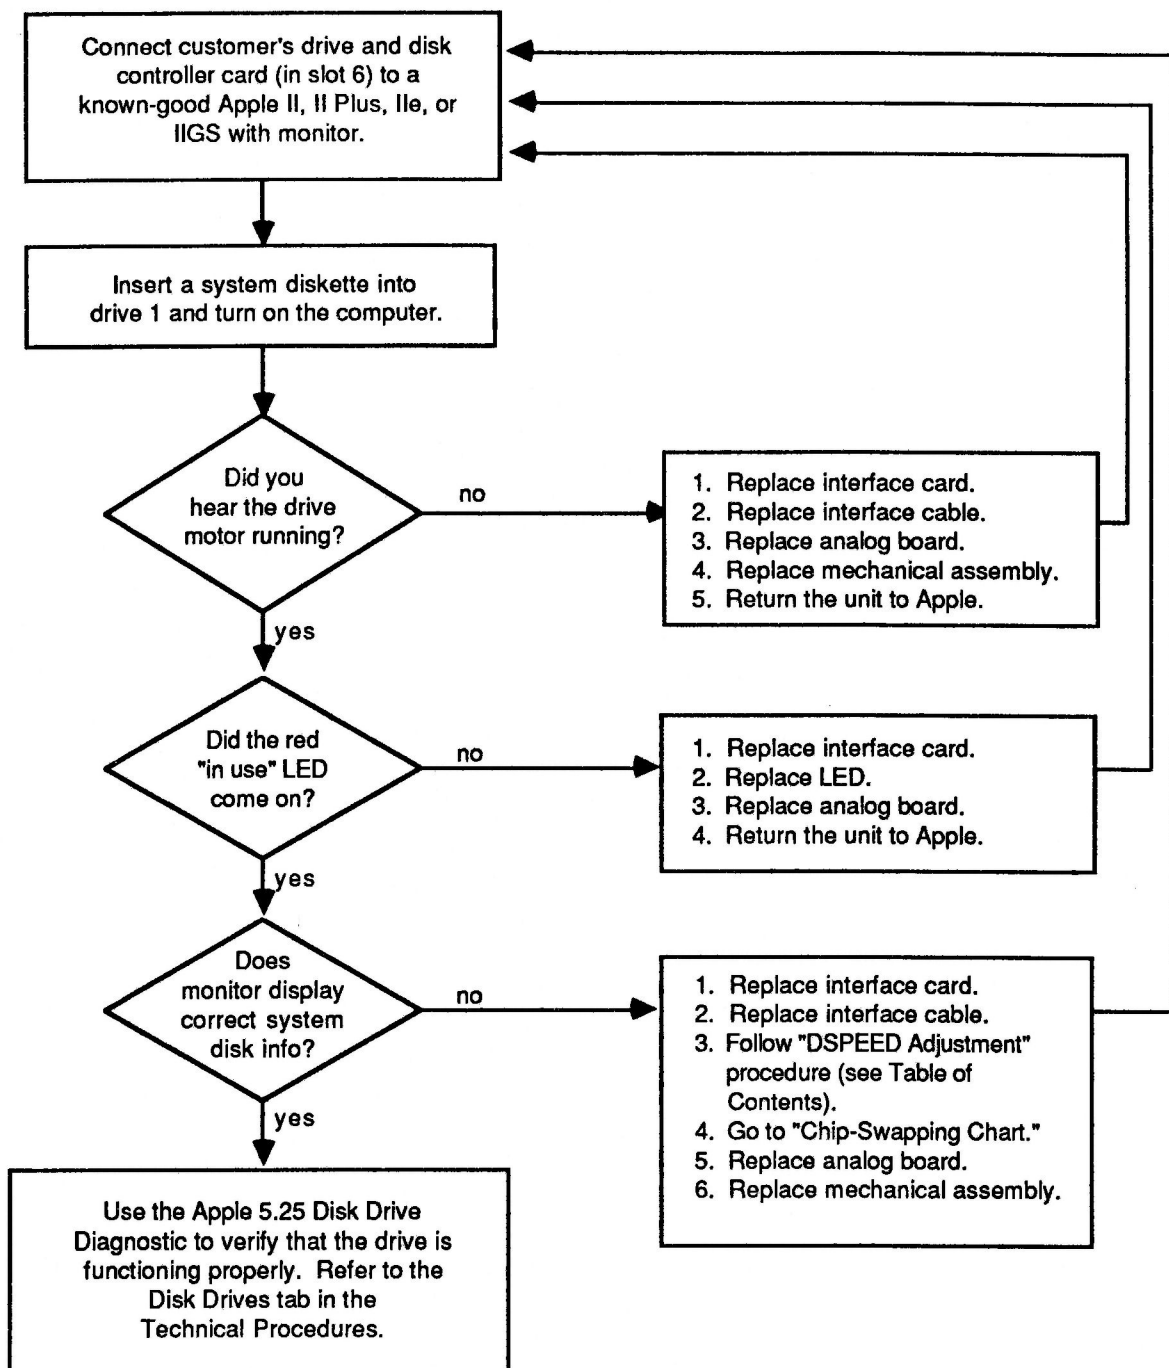 Connect customer's drive and disk
controller card (in slot 6) to a
known-good Apple II, II Plus, IIe, or
IIGS with monitor.
Insert a system diskette into
drive 1 and turn on the computer.
Did you
hear the drive
motor running?
no
1. Replace interface card.
2. Replace interface cable.
3. Replace analog board.
4. Replace mechanical assembly.
5. Return the unit to Apple.
yes
Did the red
"in use" LED
come on?
no
1. Replace interface card.
2. Replace LED.
3. Replace analog board.
4. Return the unit to Apple.
yes
Does
monitor display
correct system
disk info?
no
1. Replace interface card.
2. Replace interface cable.
3. Follow "DSPEED Adjustment"
procedure (see Table of
Contents).
4. Go to "Chip-Swapping Chart."
5. Replace analog board.
6. Replace mechanical assembly.
yes
Use the Apple 5.25 Disk Drive
Diagnostic to verify that the drive is
functioning properly. Refer to the
Disk Drives tab in the
Technical Procedures.